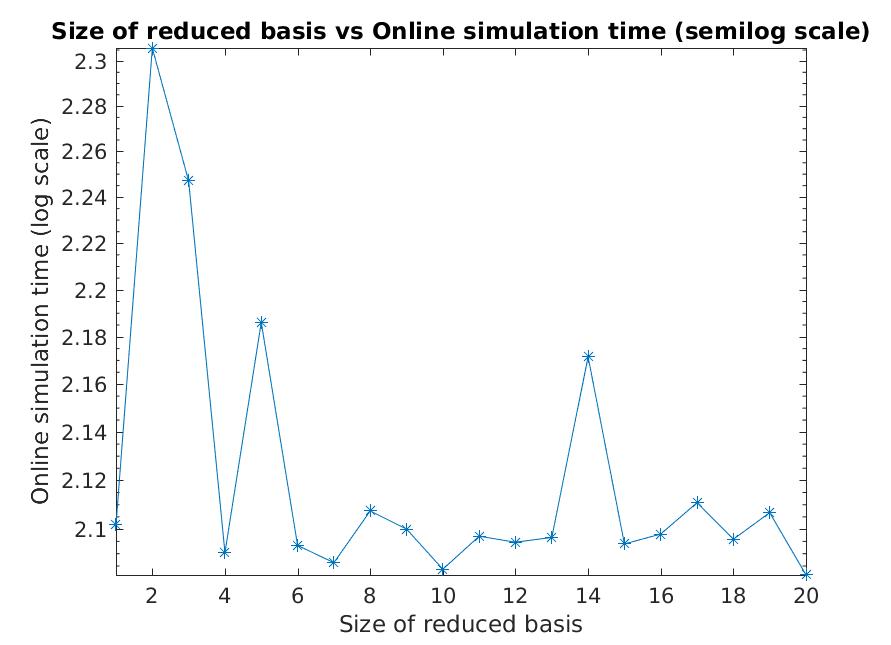 Size of reduced basis vs Online simulation time (semilog scale)
Online simulation time (log scale)
2.3
2.28
2.26
2.24
2.22
2.2
2.18
2.16
2.14
2.12
2.1
2 4 6 8 10 12 14 16 18 20
Size of reduced basis